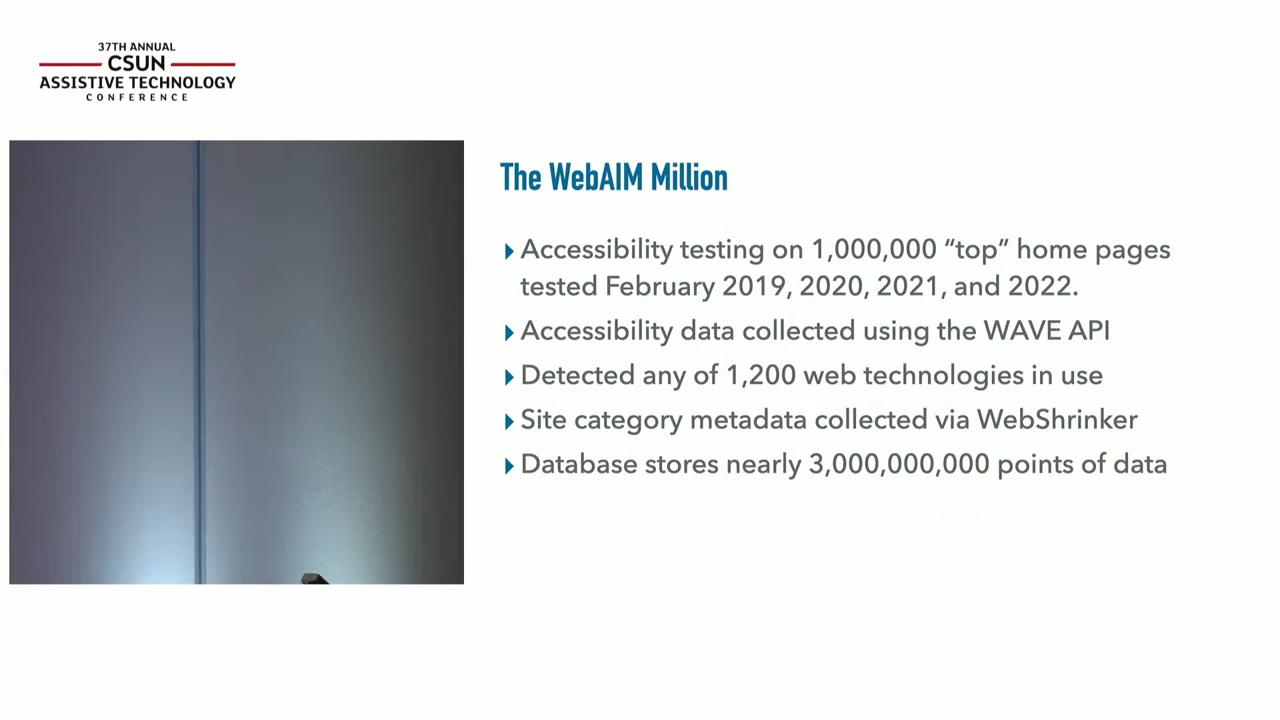 37TH ANNUAL
CSUN
ASSISTIVE TECHNOLOGY
CONFERENCE
The WebAIM Million
Accessibility testing on 1,000,000 “top” home pages
tested February 2019, 2020, 2021, and 2022.
Accessibility data collected using the WAVE API
Detected any of 1,200 web technologies in use
Site category metadata collected via WebShrinker
Database stores nearly 3,000,000,000 points of data